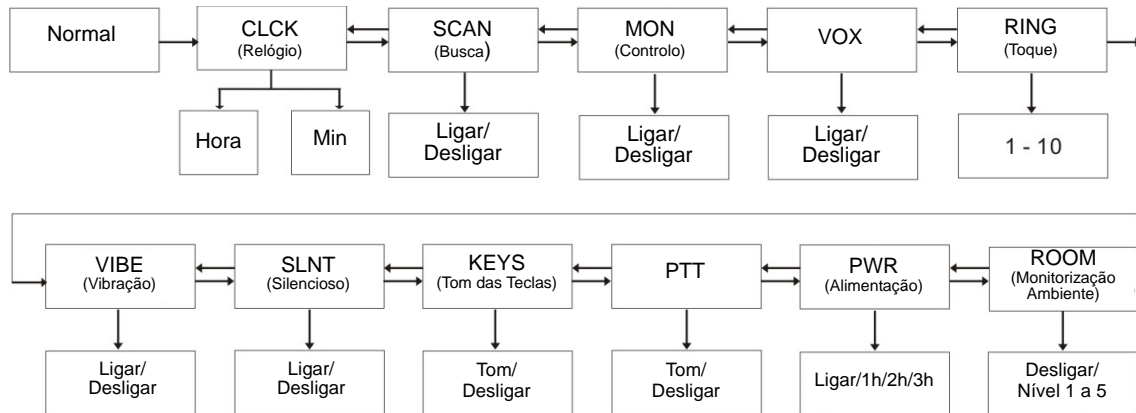 Normal
CLCK
(Relógio)
SCAN
(Busca)
MON
(Controlo)
VOX
RING
(Toque)
Hora
Min
Ligar/
Desligar
Ligar/
Desligar
Ligar/
Desligar
1 - 10
VIBE
(Vibração)
SLNT
(Silencioso)
KEYS
(Tom das Teclas)
PTT
PWR
(Alimentação)
ROOM
(Monitorização
Ambiente)
Ligar/
Desligar
Ligar/
Desligar
Tom/
Desligar
Tom/
Desligar
Ligar/1h/2h/3h
Desligar/
Nível 1 a 5